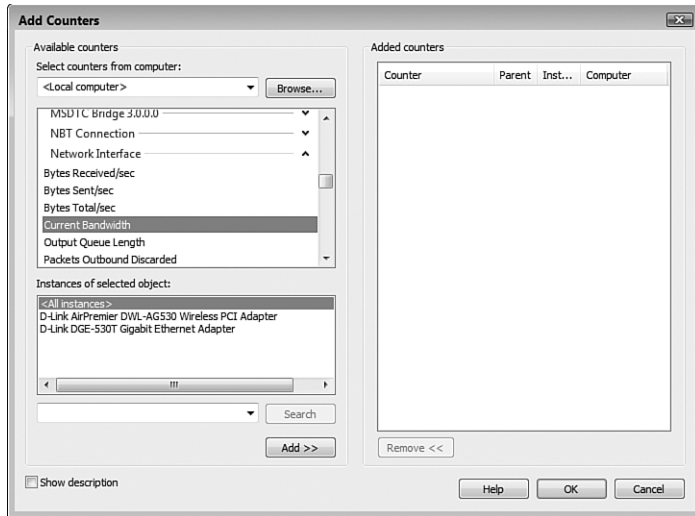 Add Counters
Available counters
Select counters from computer:
<Local computer>
Browse...
MSDTC Bridge 3.0.0.0
NBT Connection
Network Interface
Bytes Received/sec
Bytes Sent/sec
Bytes Total/sec
Current Bandwidth
Output Queue Length
Packets Outbound Discarded
Instances of selected object:
<All instances>
D-Link AirPremier DWL-AG530 Wireless PCI Adapter
D-Link DGE-530T Gigabit Ethernet Adapter
Search
Add >>
Added counters
Counter Parent Inst... Computer
Remove <<
Show description
Help OK Cancel